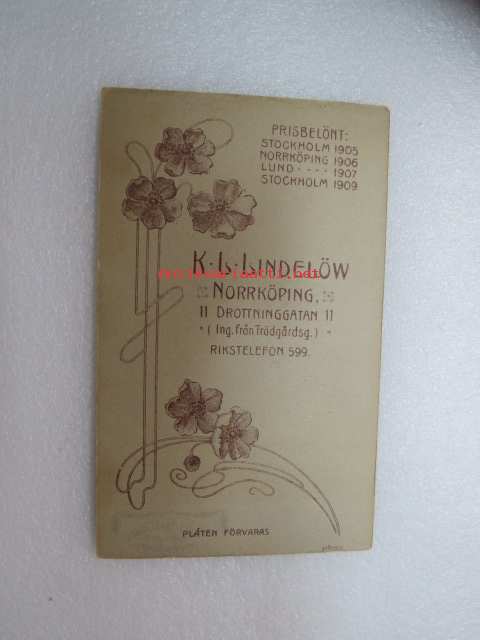 PRISBELÖNT:
STOCKHOLM 1905
NORRKÖPING 1906
LUND · · · · 1907
STOCKHOLM 1909
K. L. LINDELÖW
NORRKÖPING.
11 DROTTNINGGATAN 11
( Ing. från Trädgårdsg. )
RIKSTELEFON 599.
PLÅTEN FÖRVARAS